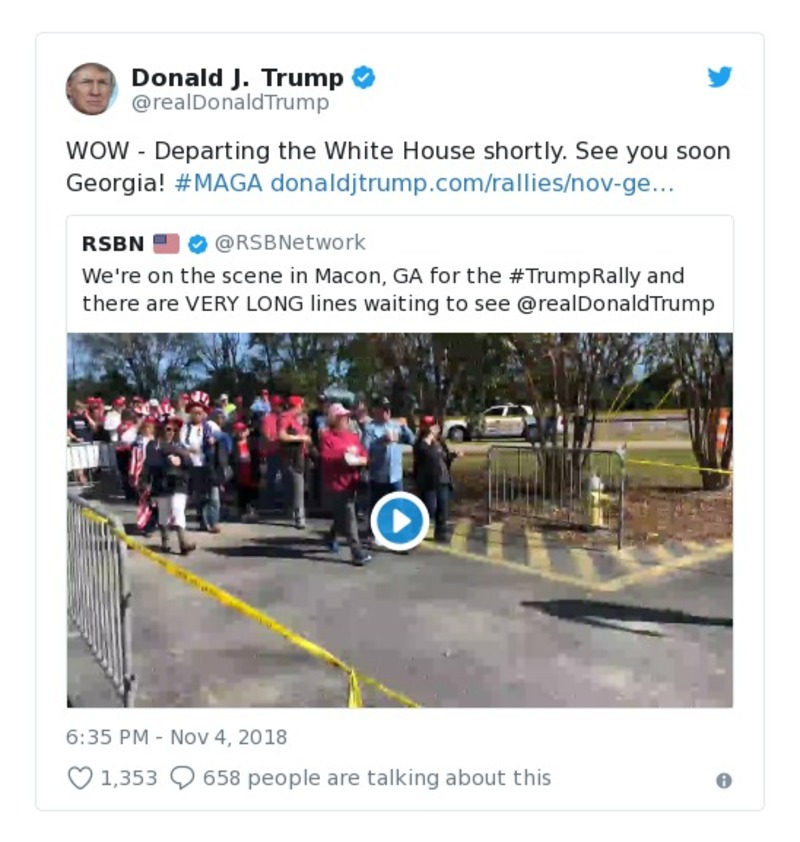 Donald J. Trump
@realDonaldTrump
WOW - Departing the White House shortly. See you soon
Georgia! #MAGA donaldjtrump.com/rallies/nov-ge…
RSBN @RSBNetwork
We're on the scene in Macon, GA for the #TrumpRally and
there are VERY LONG lines waiting to see @realDonaldTrump
6:35 PM - Nov 4, 2018
1,353 658 people are talking about this